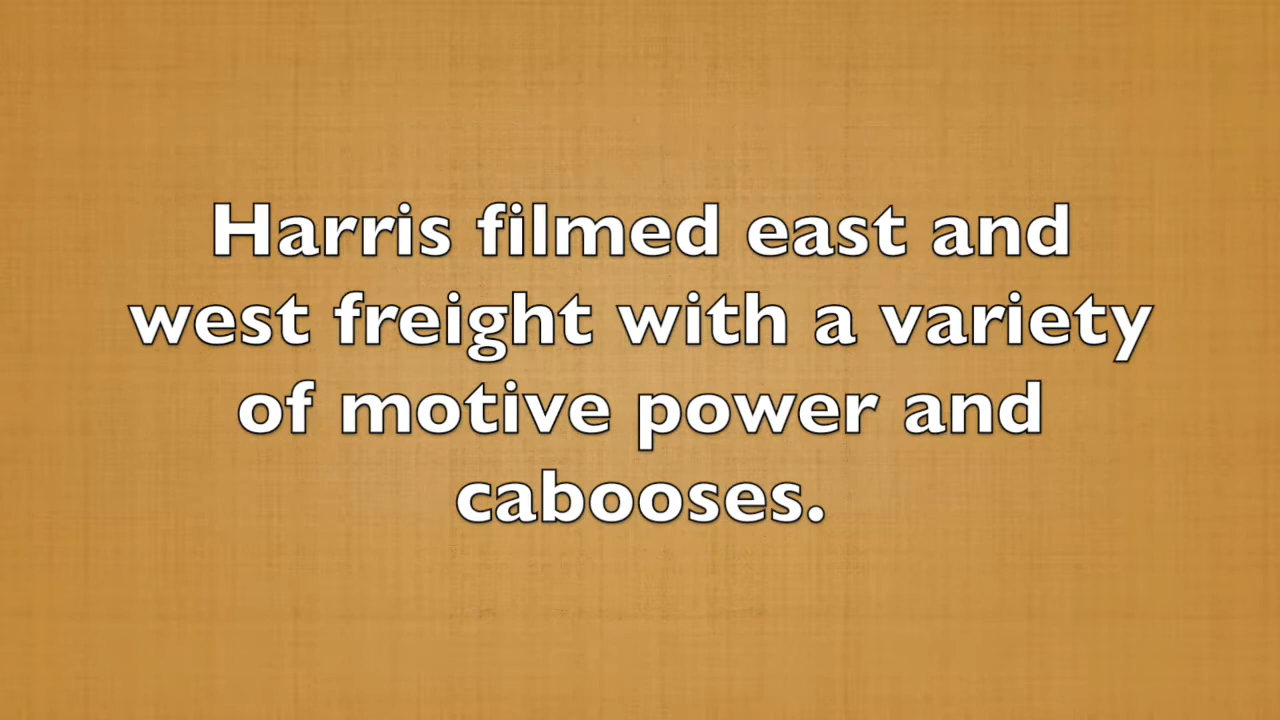 Harris filmed east and
west freight with a variety
of motive power and
cabooses.